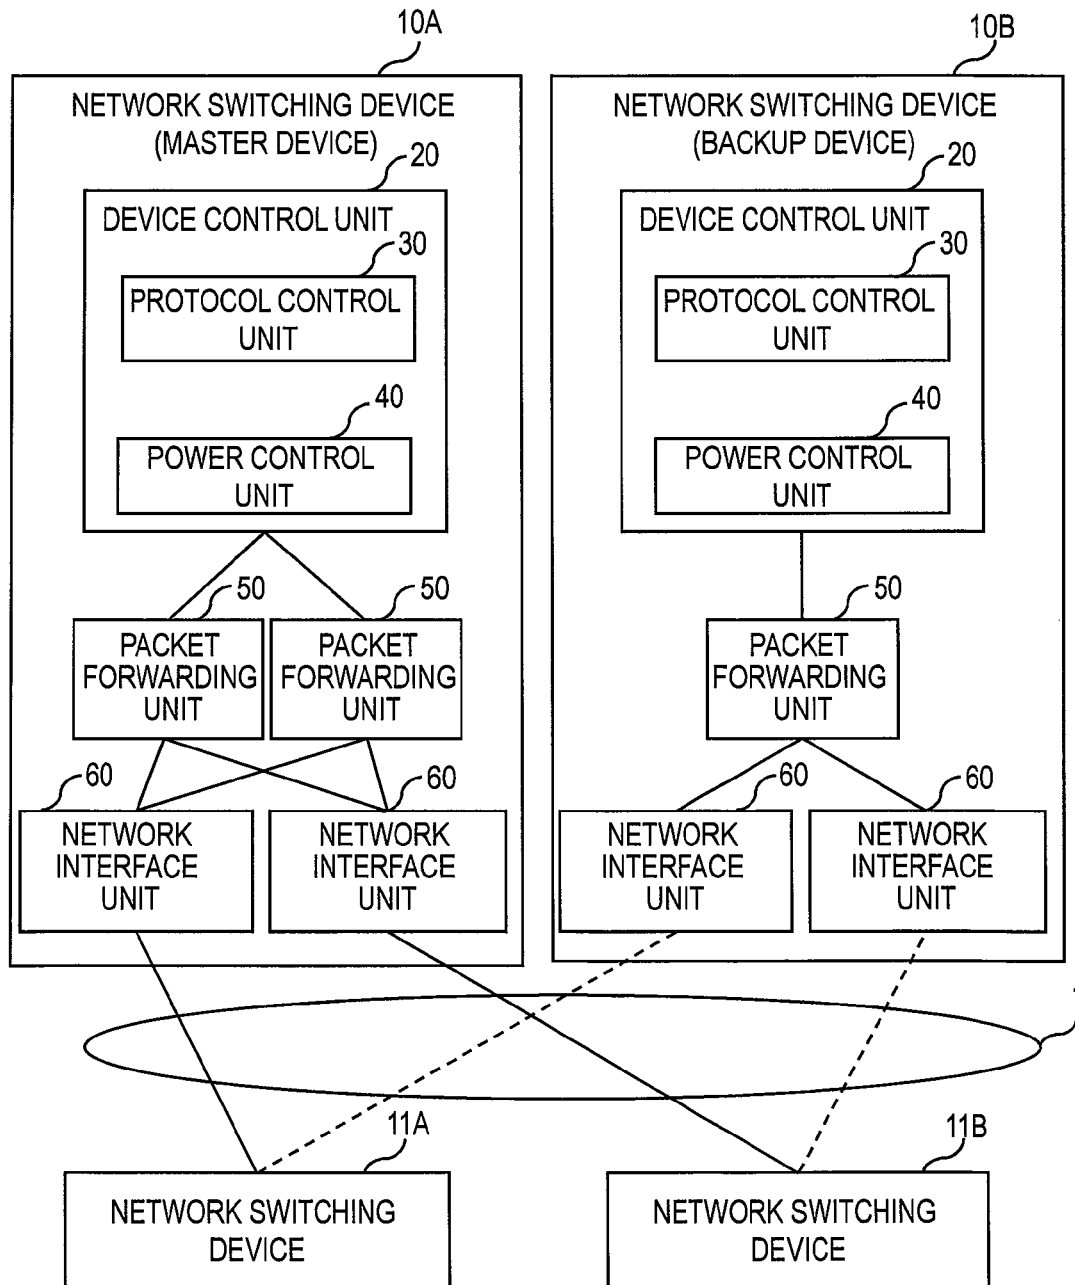 10A
10B
NETWORK SWITCHING DEVICE
(MASTER DEVICE)
NETWORK SWITCHING DEVICE
(BACKUP DEVICE)
20
20
DEVICE CONTROL UNIT
DEVICE CONTROL UNIT
30
30
PROTOCOL CONTROL
UNIT
PROTOCOL CONTROL
UNIT
40
40
POWER CONTROL
UNIT
POWER CONTROL
UNIT
50
50
50
PACKET
FORWARDING
UNIT
PACKET
FORWARDING
UNIT
PACKET
FORWARDING
UNIT
60
60
60
60
NETWORK
INTERFACE
UNIT
NETWORK
INTERFACE
UNIT
NETWORK
INTERFACE
UNIT
NETWORK
INTERFACE
UNIT
11A
11B
NETWORK SWITCHING
DEVICE
NETWORK SWITCHING
DEVICE